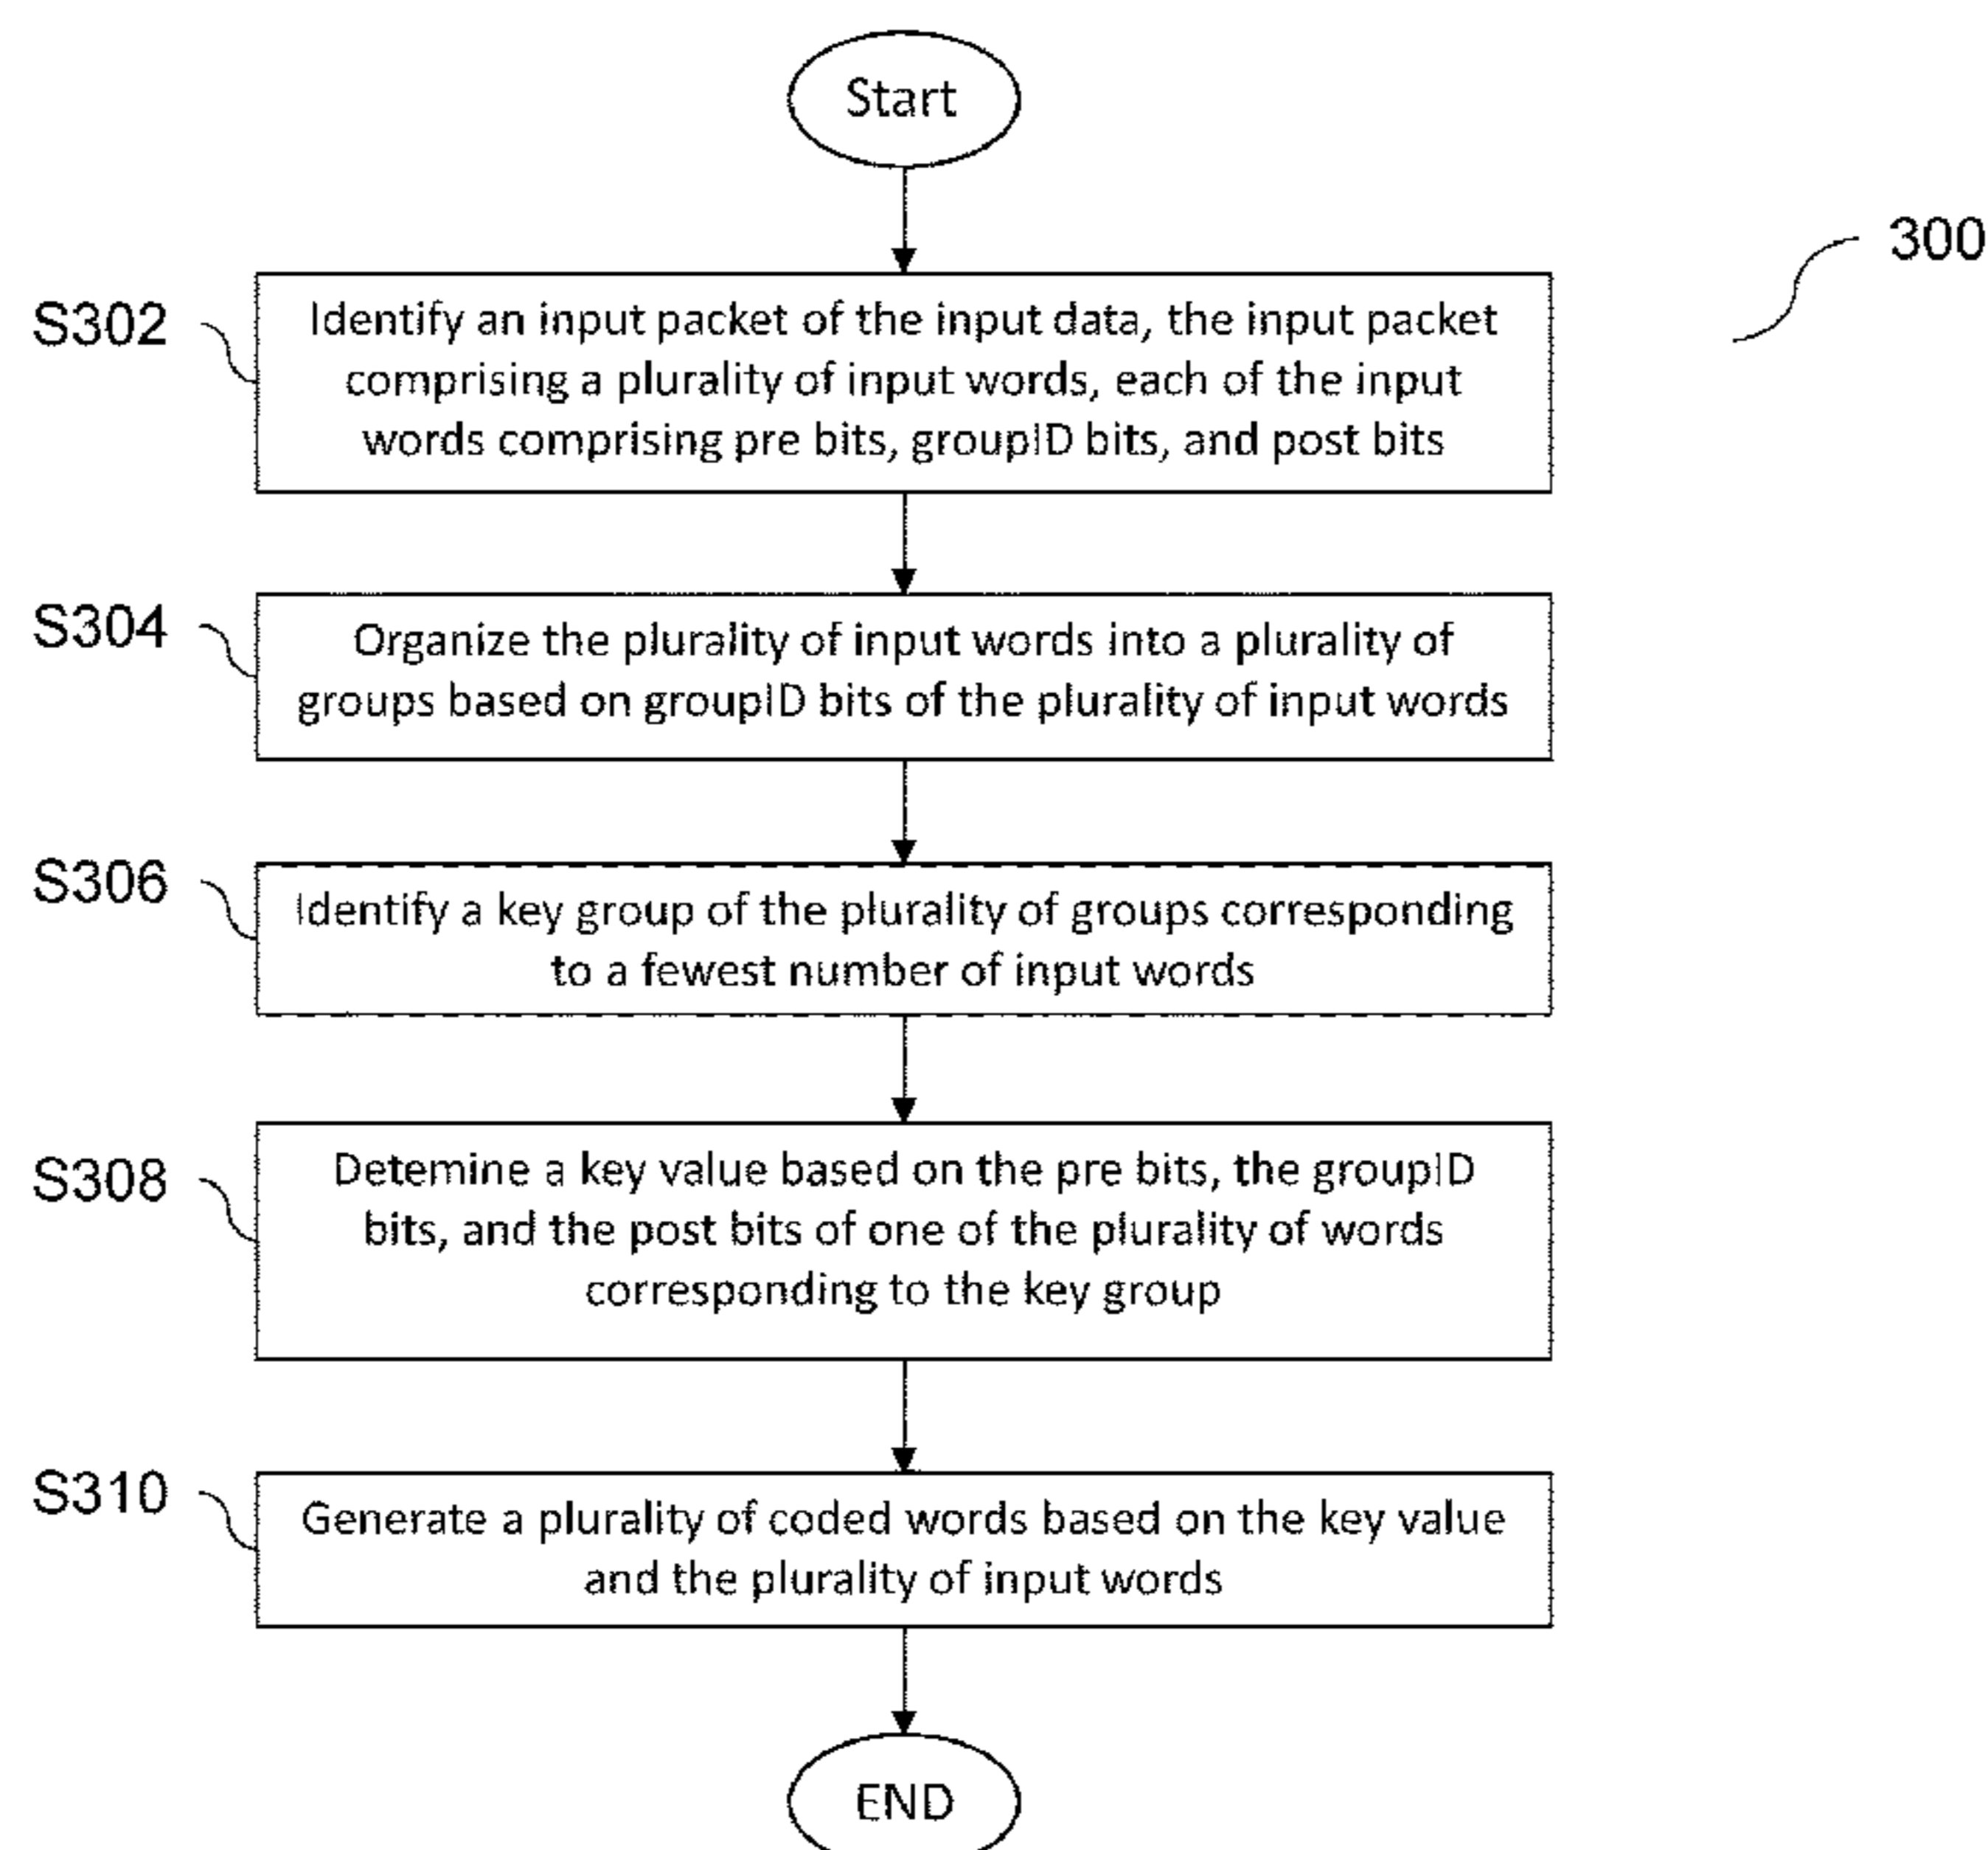 Start
300
S302
Identify an input packet of the input data, the input packet
comprising a plurality of input words, each of the input
words comprising pre bits, groupID bits, and post bits
S304
Organize the plurality of input words into a plurality of
groups based on groupID bits of the plurality of input words
S306
Identify a key group of the plurality of groups corresponding
to a fewest number of input words
S308
Detemine a key value based on the pre bits, the groupID
bits, and the post bits of one of the plurality of words
corresponding to the key group
S310
Generate a plurality of coded words based on the key value
and the plurality of input words
END